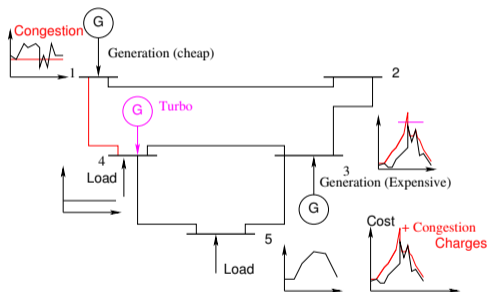 G
Congestion
Generation (cheap)
1
2
G
Turbo
4
Load
3
Generation (Expensive)
G
Cost
+ Congestion
Charges
5
Load